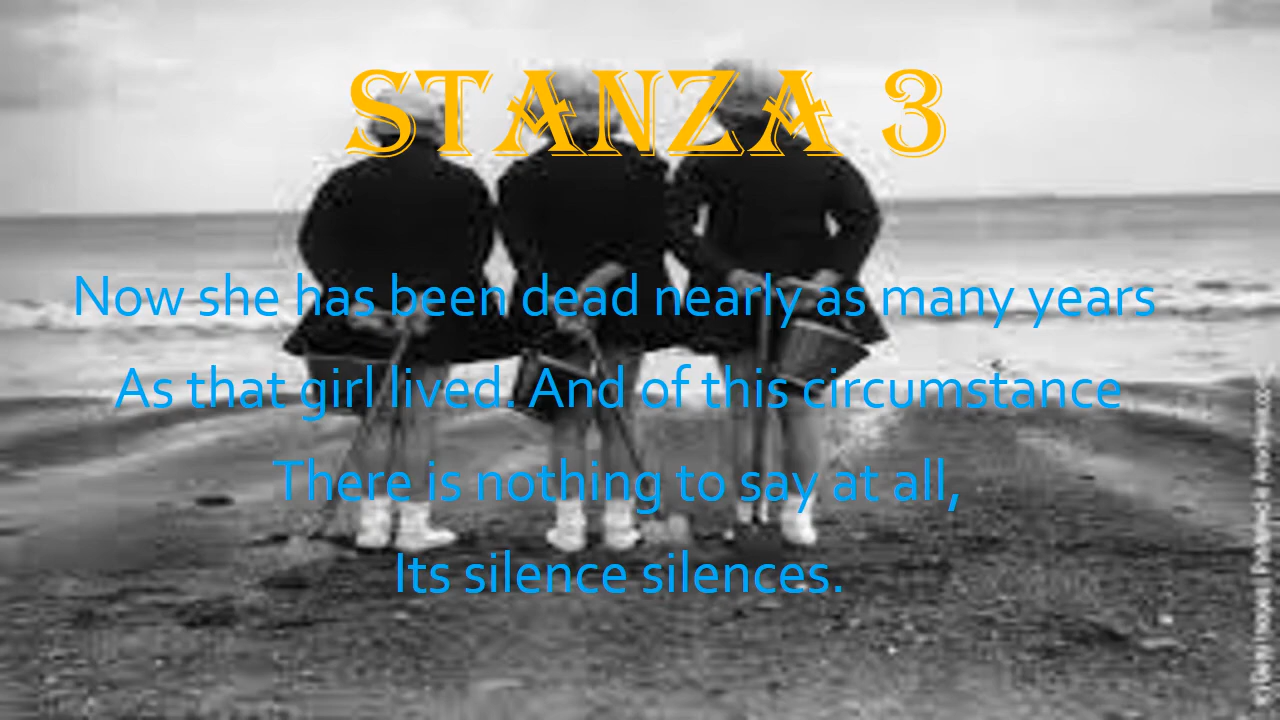 STANZA 3
Now she has been dead nearly as many years
As that girl lived. And of this circumstance
There is nothing to say at all,
Its silence silences.